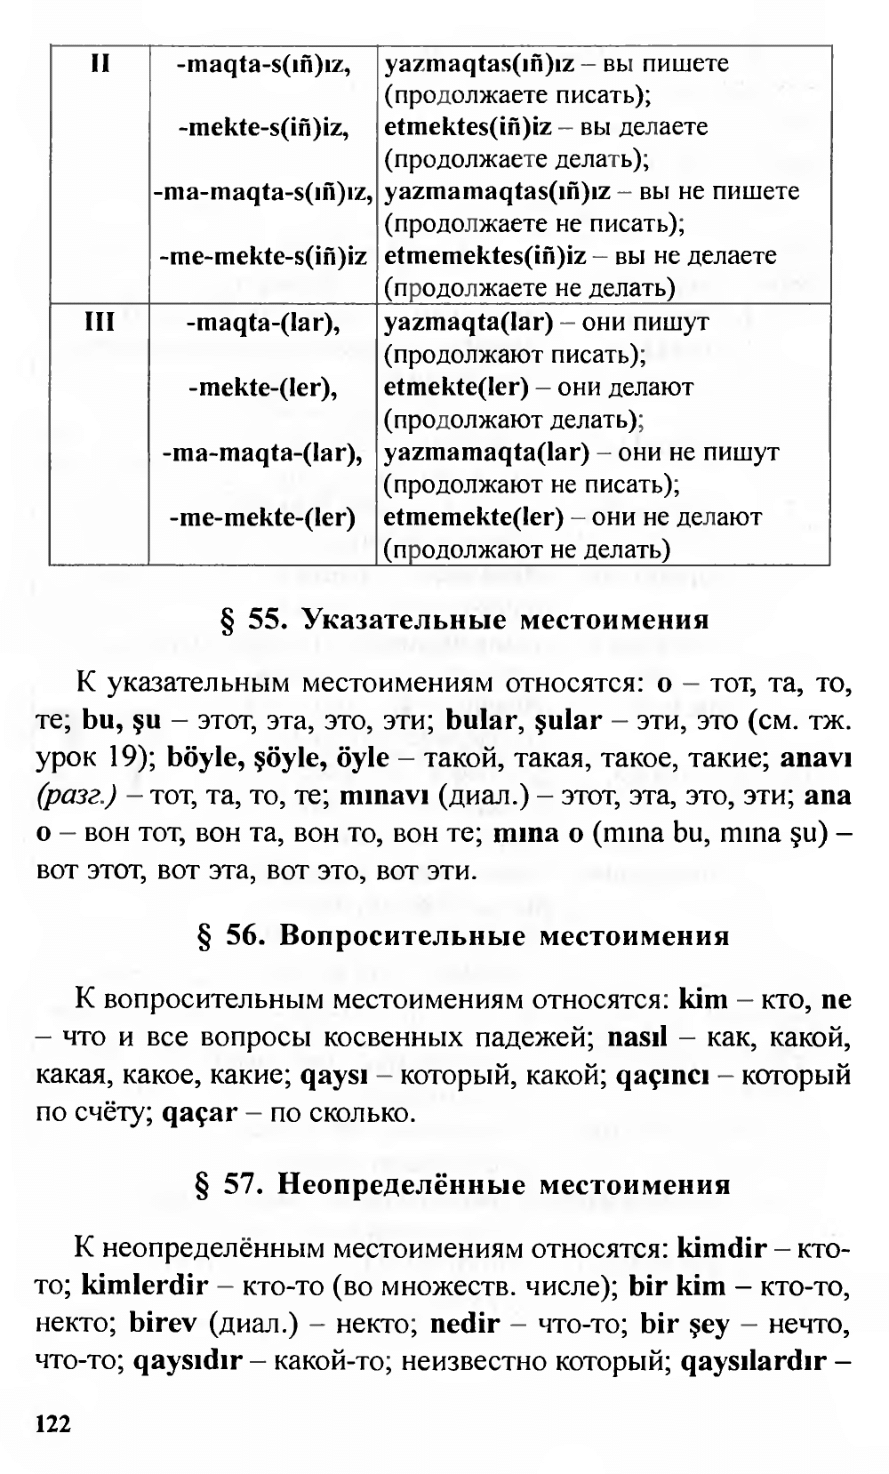 II -maqta-s(ıñ)ız, yazmaqtas(ıñ)ız – вы пишете
(продолжаете писать);
-mekte-s(iñ)iz, etmektes(iñ)iz – вы делаете
(продолжаете делать);
-ma-maqta-s(ıñ)ız, yazmamaqtas(ıñ)ız – вы не пишете
(продолжаете не писать);
-me-mekte-s(iñ)iz etmemektes(iñ)iz – вы не делаете
(продолжаете не делать)
III -maqta-(lar), yazmaqta(lar) – они пишут
(продолжают писать);
-mekte-(ler), etmekte(ler) – они делают
(продолжают делать);
-ma-maqta-(lar), yazmamaqta(lar) – они не пишут
(продолжают не писать);
-me-mekte-(ler) etmemekte(ler) – они не делают
(продолжают не делать)
§ 55. Указательные местоимения
К указательным местоимениям относятся: o – тот, та, то,
те; bu, şu – этот, эта, это, эти; bular, şular – эти, это (см. тж.
урок 19); böyle, şöyle, öyle – такой, такая, такое, такие; anavı
(разг.) – тот, та, то, те; mınavı (диал.) – этот, эта, это, эти; ana
o – вон тот, вон та, вон то, вон те; mına o (mına bu, mına şu) –
вот этот, вот эта, вот это, вот эти.
§ 56. Вопросительные местоимения
К вопросительным местоимениям относятся: kim – кто, ne
– что и все вопросы косвенных падежей; nasıl – как, какой,
какая, какое, какие; qaysı – который, какой; qaçıncı – который
по счёту; qaçar – по сколько.
§ 57. Неопределённые местоимения
К неопределённым местоимениям относятся: kimdir – кто-
то; kimlerdir – кто-то (во множеств. числе); bir kim – кто-то,
некто; birev (диал.) – некто; nedir – что-то; bir şey – нечто,
что-то; qaysıdır – какой-то; неизвестно который; qaysılardır –
122